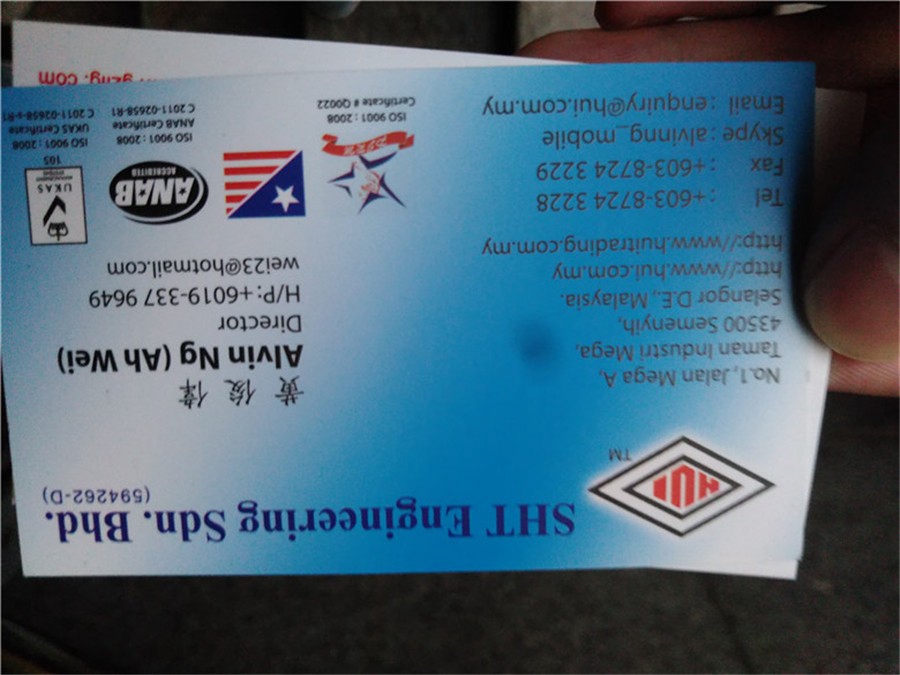 SHT Engineering Sdn. Bhd.
(594262-D)
HUI
TM
黄 俊 偉
Alvin Ng (Ah Wei)
Director
H/P: +6019-337 9649
wei23@hotmail.com
No.1, Jalan Mega A,
Taman Industri Mega,
43500 Semenyih,
Selangor D.E., Malaysia.
http://www.hui.com.my
http://www.huitrading.com.my
Tel : +603-8724 3228
Fax : +603-8724 3229
Skype : alvinng_mobile
Email : enquiry@hui.com.my
ISO 9001 : 2008
Certificate # Q0022
ANAB
ACCREDITED
ISO 9001 : 2008
ANAB Certificate
C 2011-02658-R1
UKAS
105
ISO 9001 : 2008
UKAS Certificate
C 2011-02658-s-R1
. com